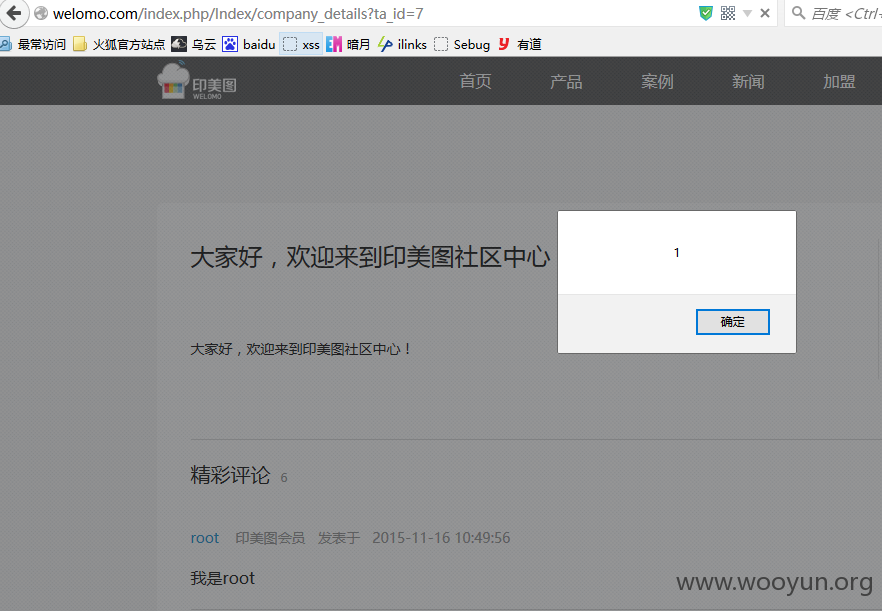 welomo.com/index.php/Index/company_details?ta_id=7
百度 <Ctrl+
最常访问 火狐官方站点 乌云 baidu xss 暗月 ilinks Sebug 有道
印美图 WELOMO 首页 产品 案例 新闻 加盟
大家好，欢迎来到印美图社区中心
1
确定
大家好，欢迎来到印美图社区中心！
精彩评论 6
root 印美图会员 发表于 2015-11-16 10:49:56
我是root
www.wooyun.org